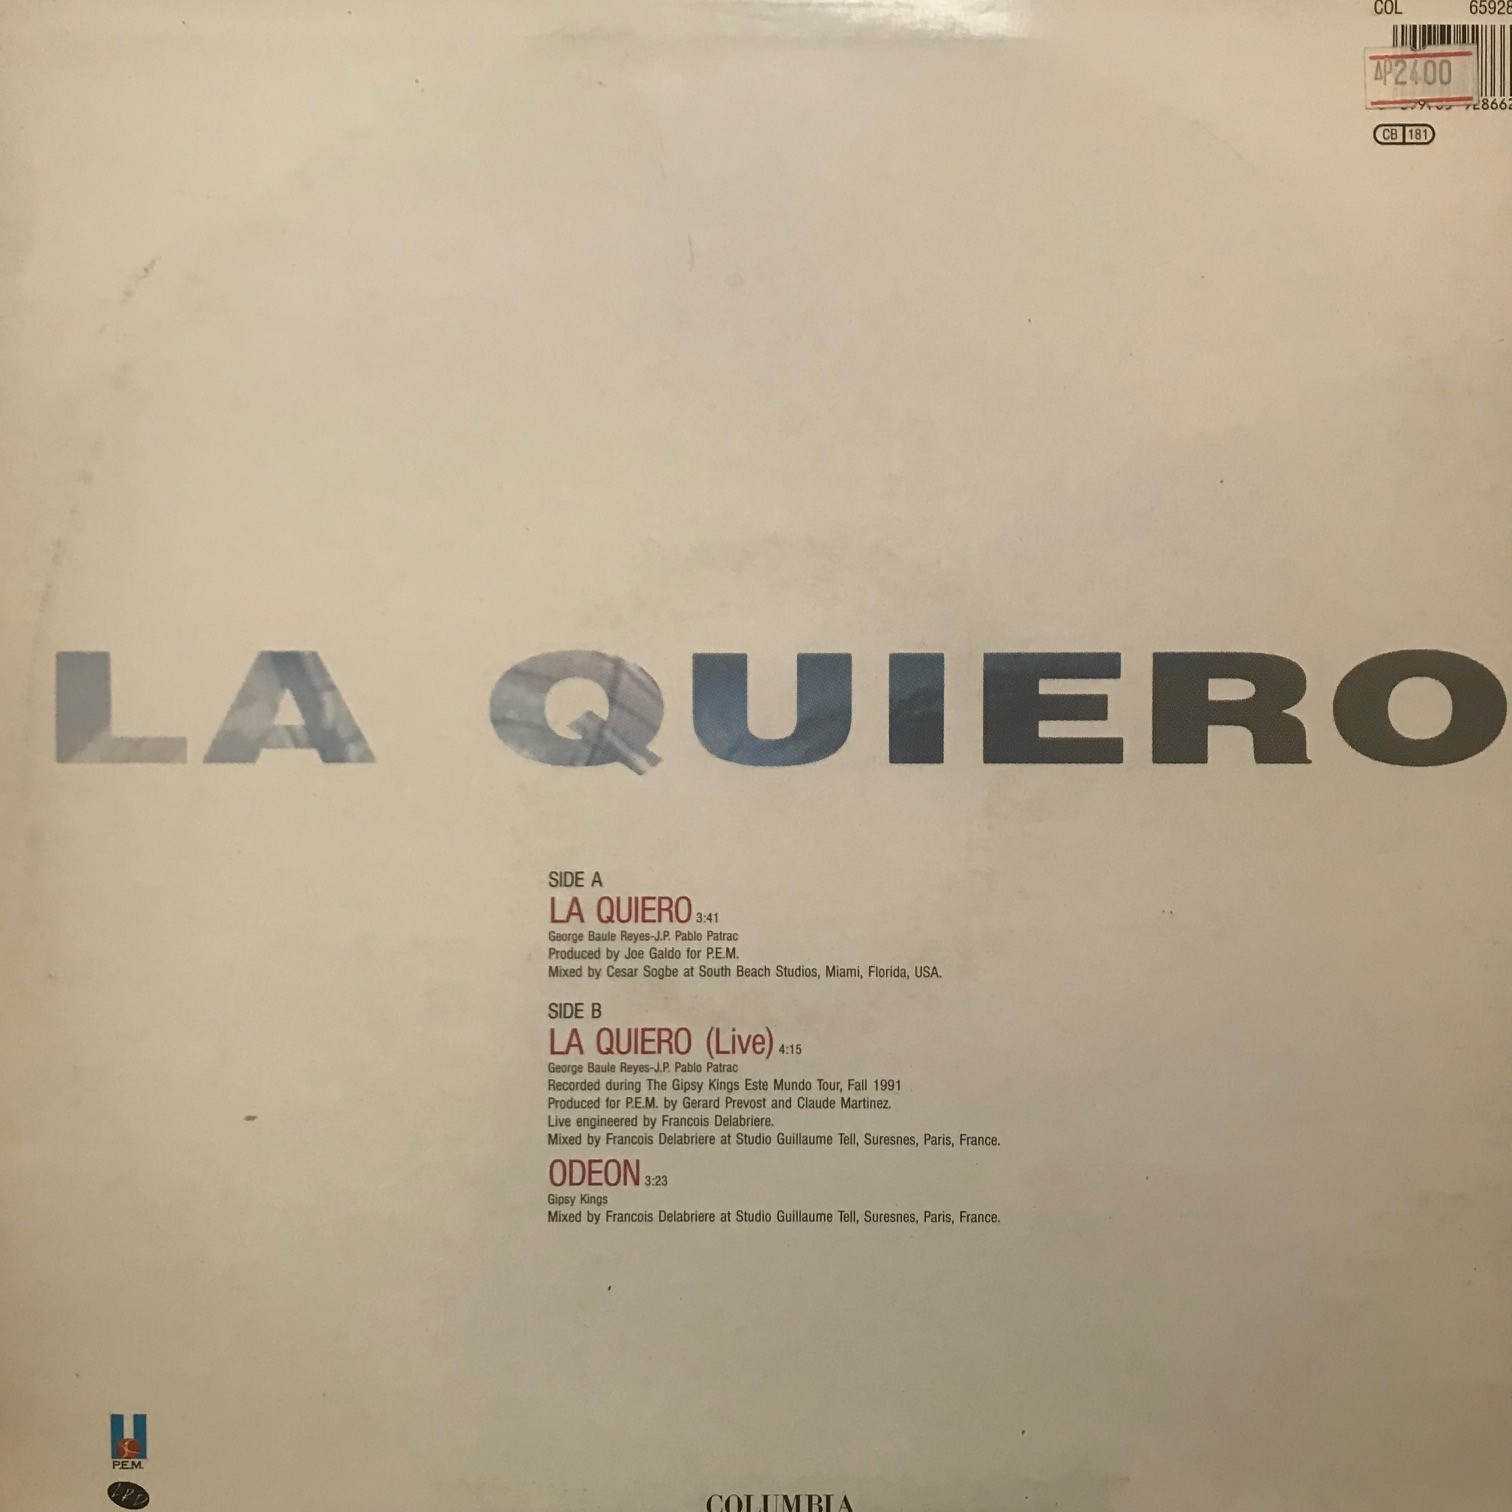 COL 65928
ΔΡ2400
28662
CB 181
LA QUIERO
SIDE A
LA QUIERO 3:41
George Baule Reyes-J.P. Pablo Patrac
Produced by Joe Galdo for P.E.M.
Mixed by Cesar Sogbe at South Beach Studios, Miami, Florida, USA.
SIDE B
LA QUIERO (Live) 4:15
George Baule Reyes-J.P. Pablo Patrac
Recorded during The Gipsy Kings Este Mundo Tour, Fall 1991
Produced for P.E.M. by Gerard Prevost and Claude Martinez.
Live engineered by Francois Delabriere.
Mixed by Francois Delabriere at Studio Guillaume Tell, Suresnes, Paris, France.
ODEON 3:23
Gipsy Kings
Mixed by Francois Delabriere at Studio Guillaume Tell, Suresnes, Paris, France.
P.E.M.
COLUMBIA